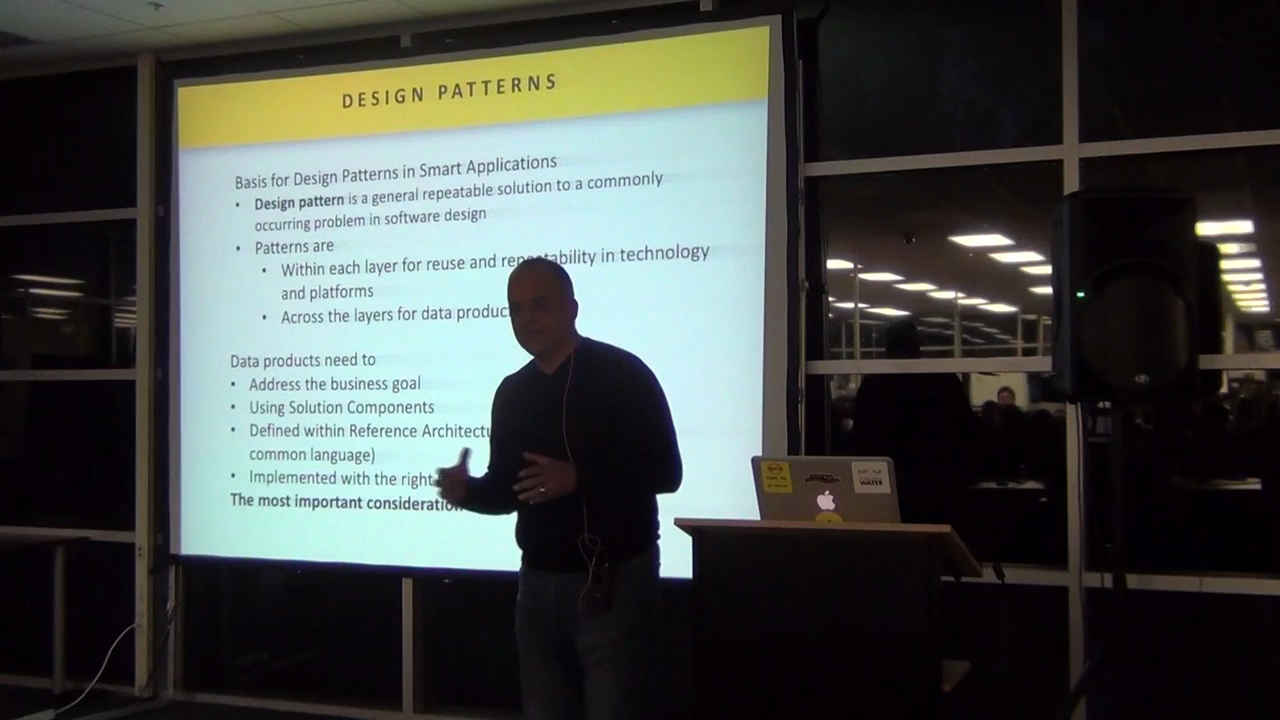 DESIGN PATTERNS
Basis for Design Patterns in Smart Applications
• Design pattern is a general repeatable solution to a commonly
occurring problem in software design
• Patterns are
• Within each layer for reuse and repeatability in technology
and platforms
• Across the layers for data
Data products need to
• Address the business goal
• Using Solution Components
• Defined within Reference
common language)
• Implemented with the right
The most important
WATER